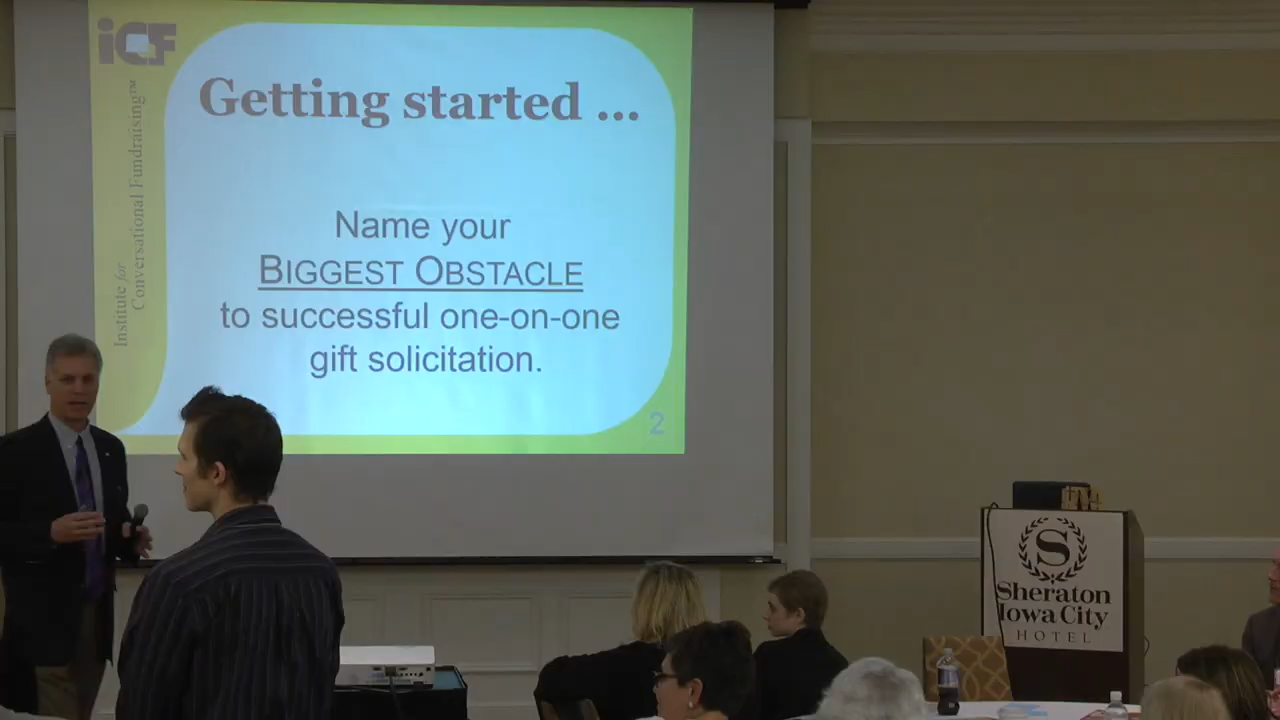 iCF
Institute for
Conversational Fundraising™
Getting started ...
Name your
BIGGEST OBSTACLE
to successful one-on-one
gift solicitation.
2
S
Sheraton
Iowa City
HOTEL